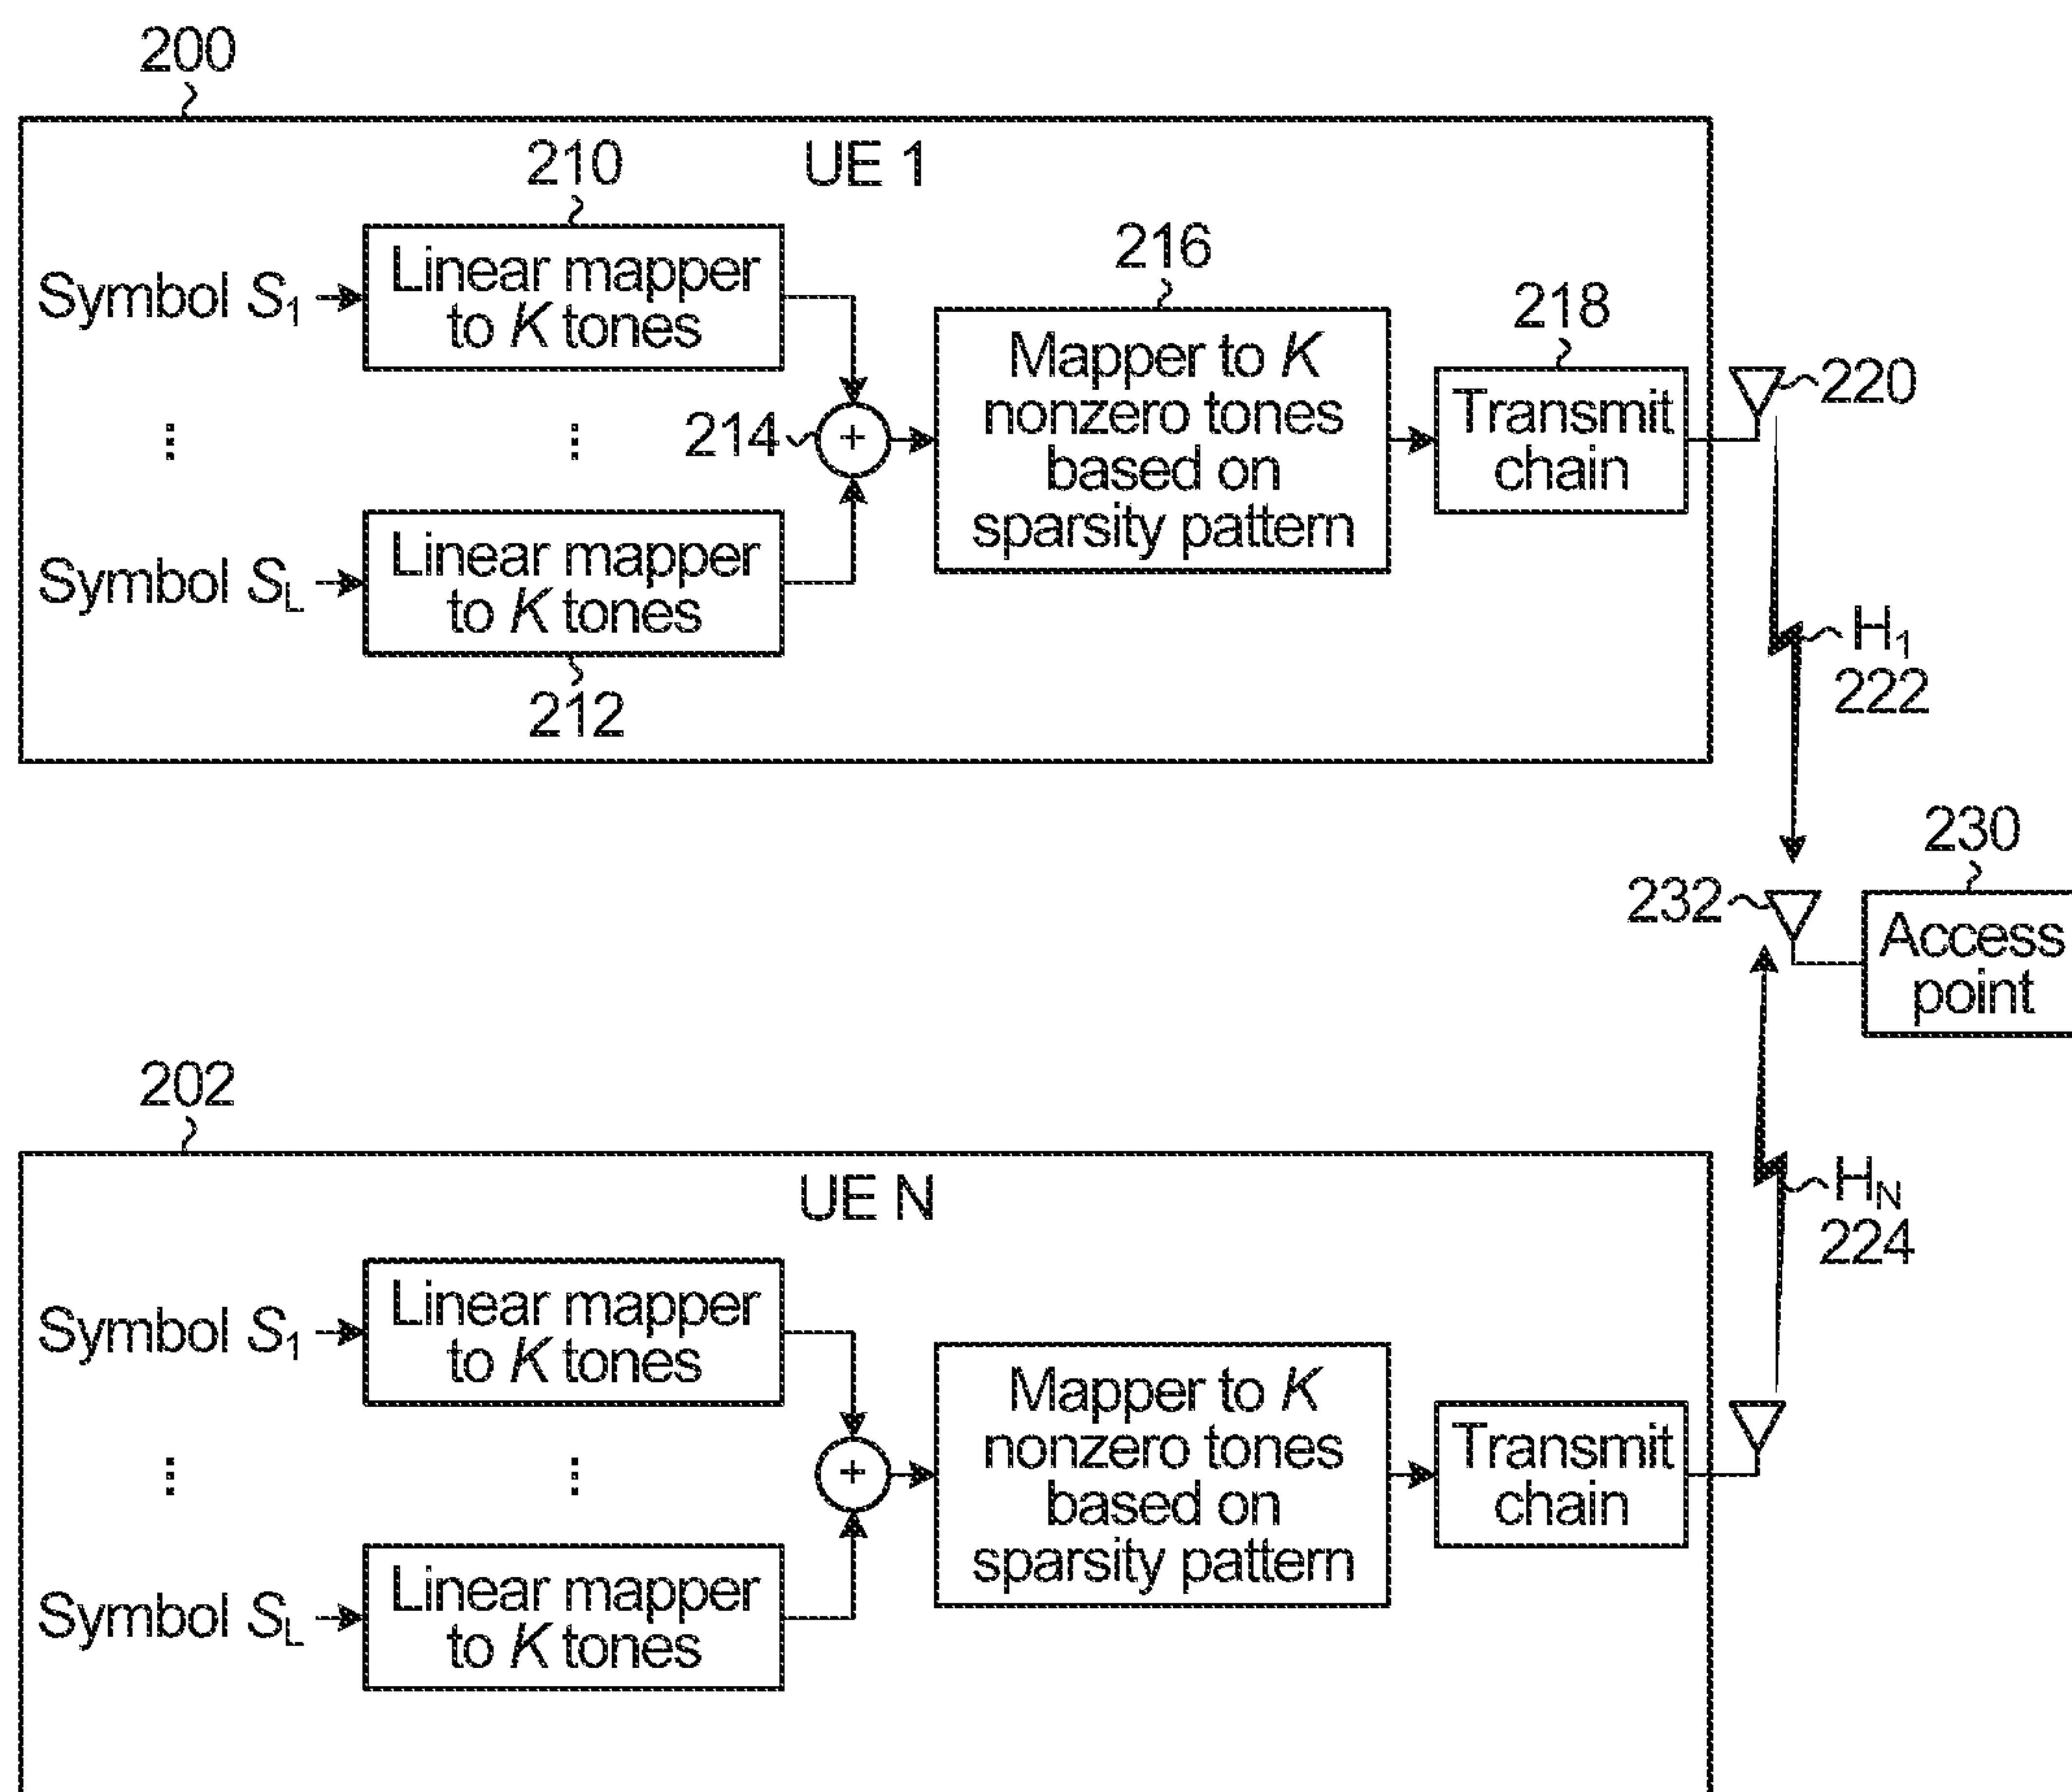 200
UE 1
210
Symbol S1
Linear mapper
to K tones
216
Mapper to K
nonzero tones
based on
sparsity pattern
218
Transmit
chain
220
⋮
⋮
214
+
Symbol SL
Linear mapper
to K tones
212
H1
222
230
232
Access
point
202
UE N
HN
224
Symbol S1
Linear mapper
to K tones
Mapper to K
nonzero tones
based on
sparsity pattern
Transmit
chain
⋮
⋮
+
Symbol SL
Linear mapper
to K tones